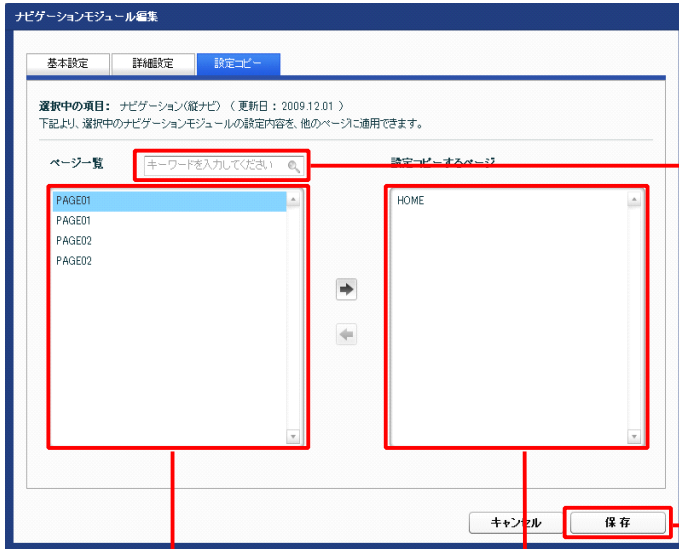 ナビゲーションモジュール編集
基本設定 詳細設定 設定コピー
選択中の項目： ナビゲーション(縦ナビ) （ 更新日：2009.12.01 ）
下記より、選択中のナビゲーションモジュールの設定内容を、他のページに適用できます。
ページ一覧 キーワードを入力してください 設定コピーするページ
PAGE01 HOME
PAGE01
PAGE02
PAGE02
キャンセル 保存